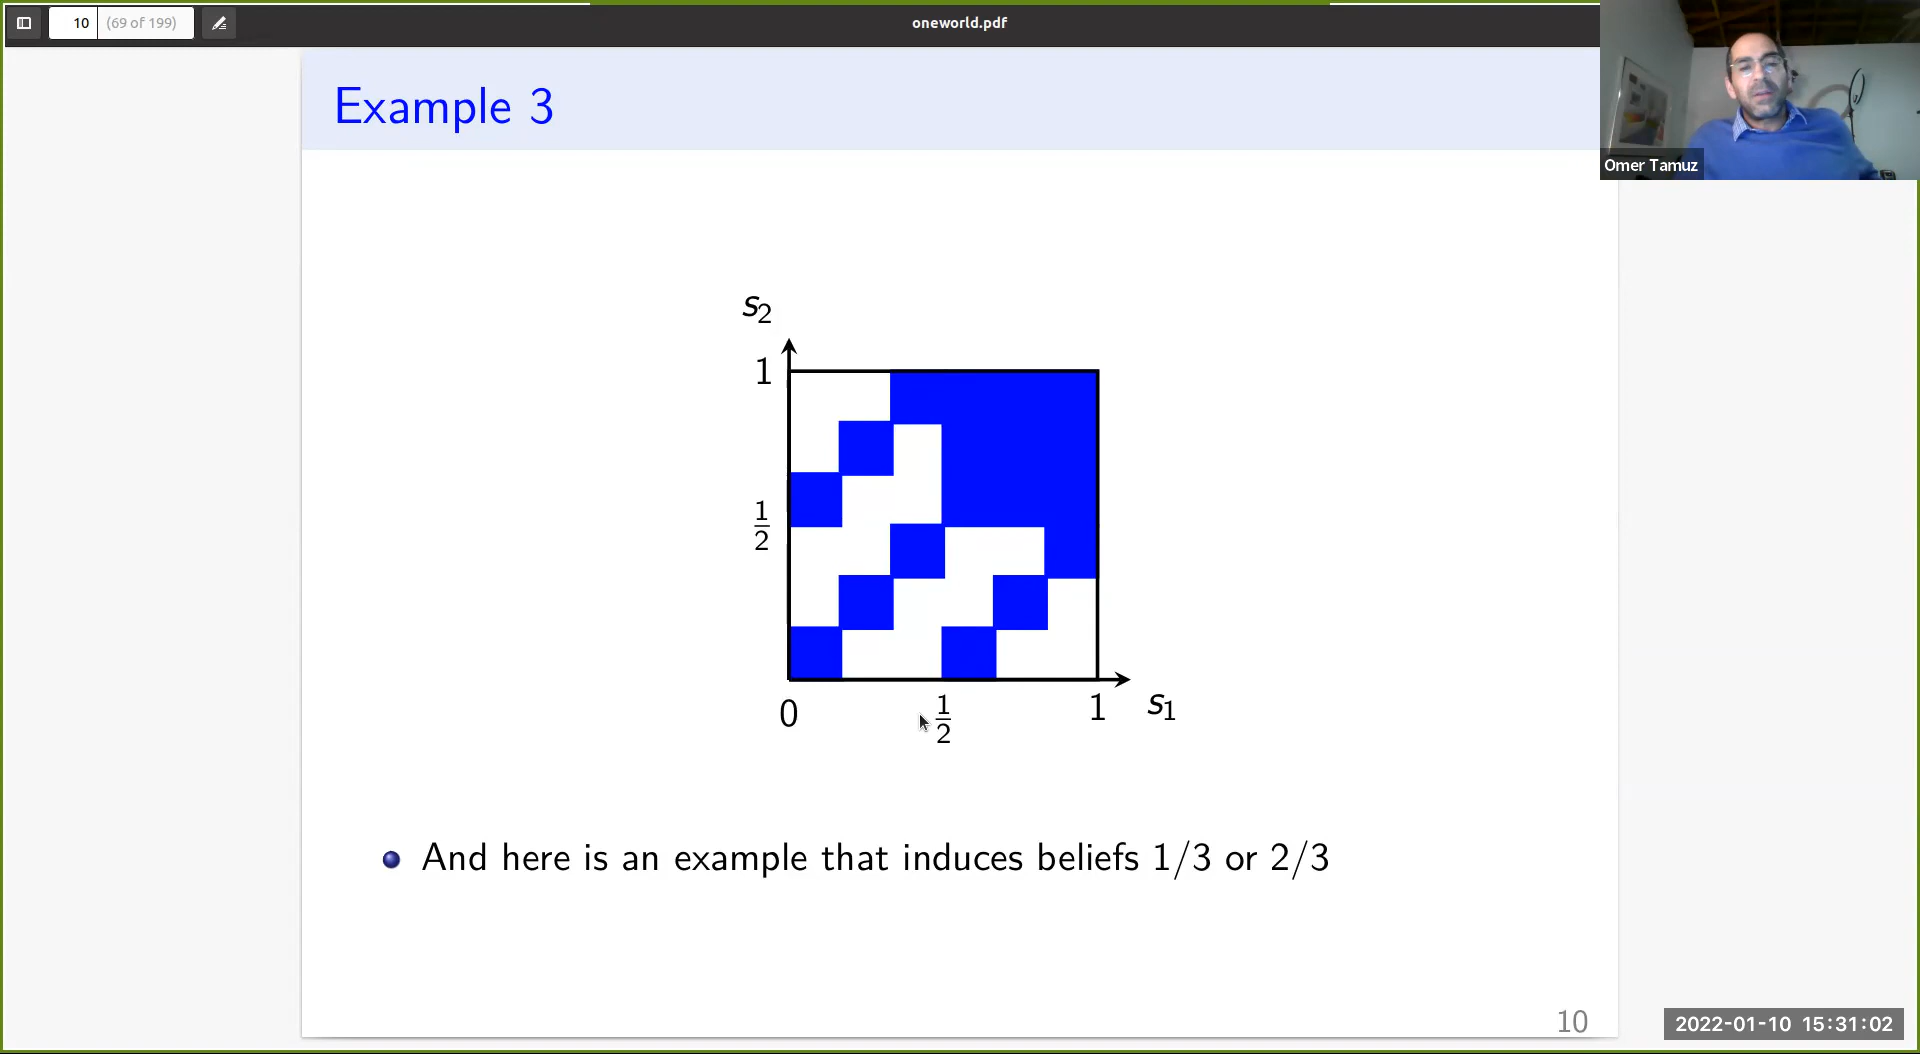 10 (69 of 199)
oneworld.pdf
Omer Tamuz
Example 3
s2
1
1/2
0
1/2
1
s1
And here is an example that induces beliefs 1/3 or 2/3
10
2022-01-10 15:31:02